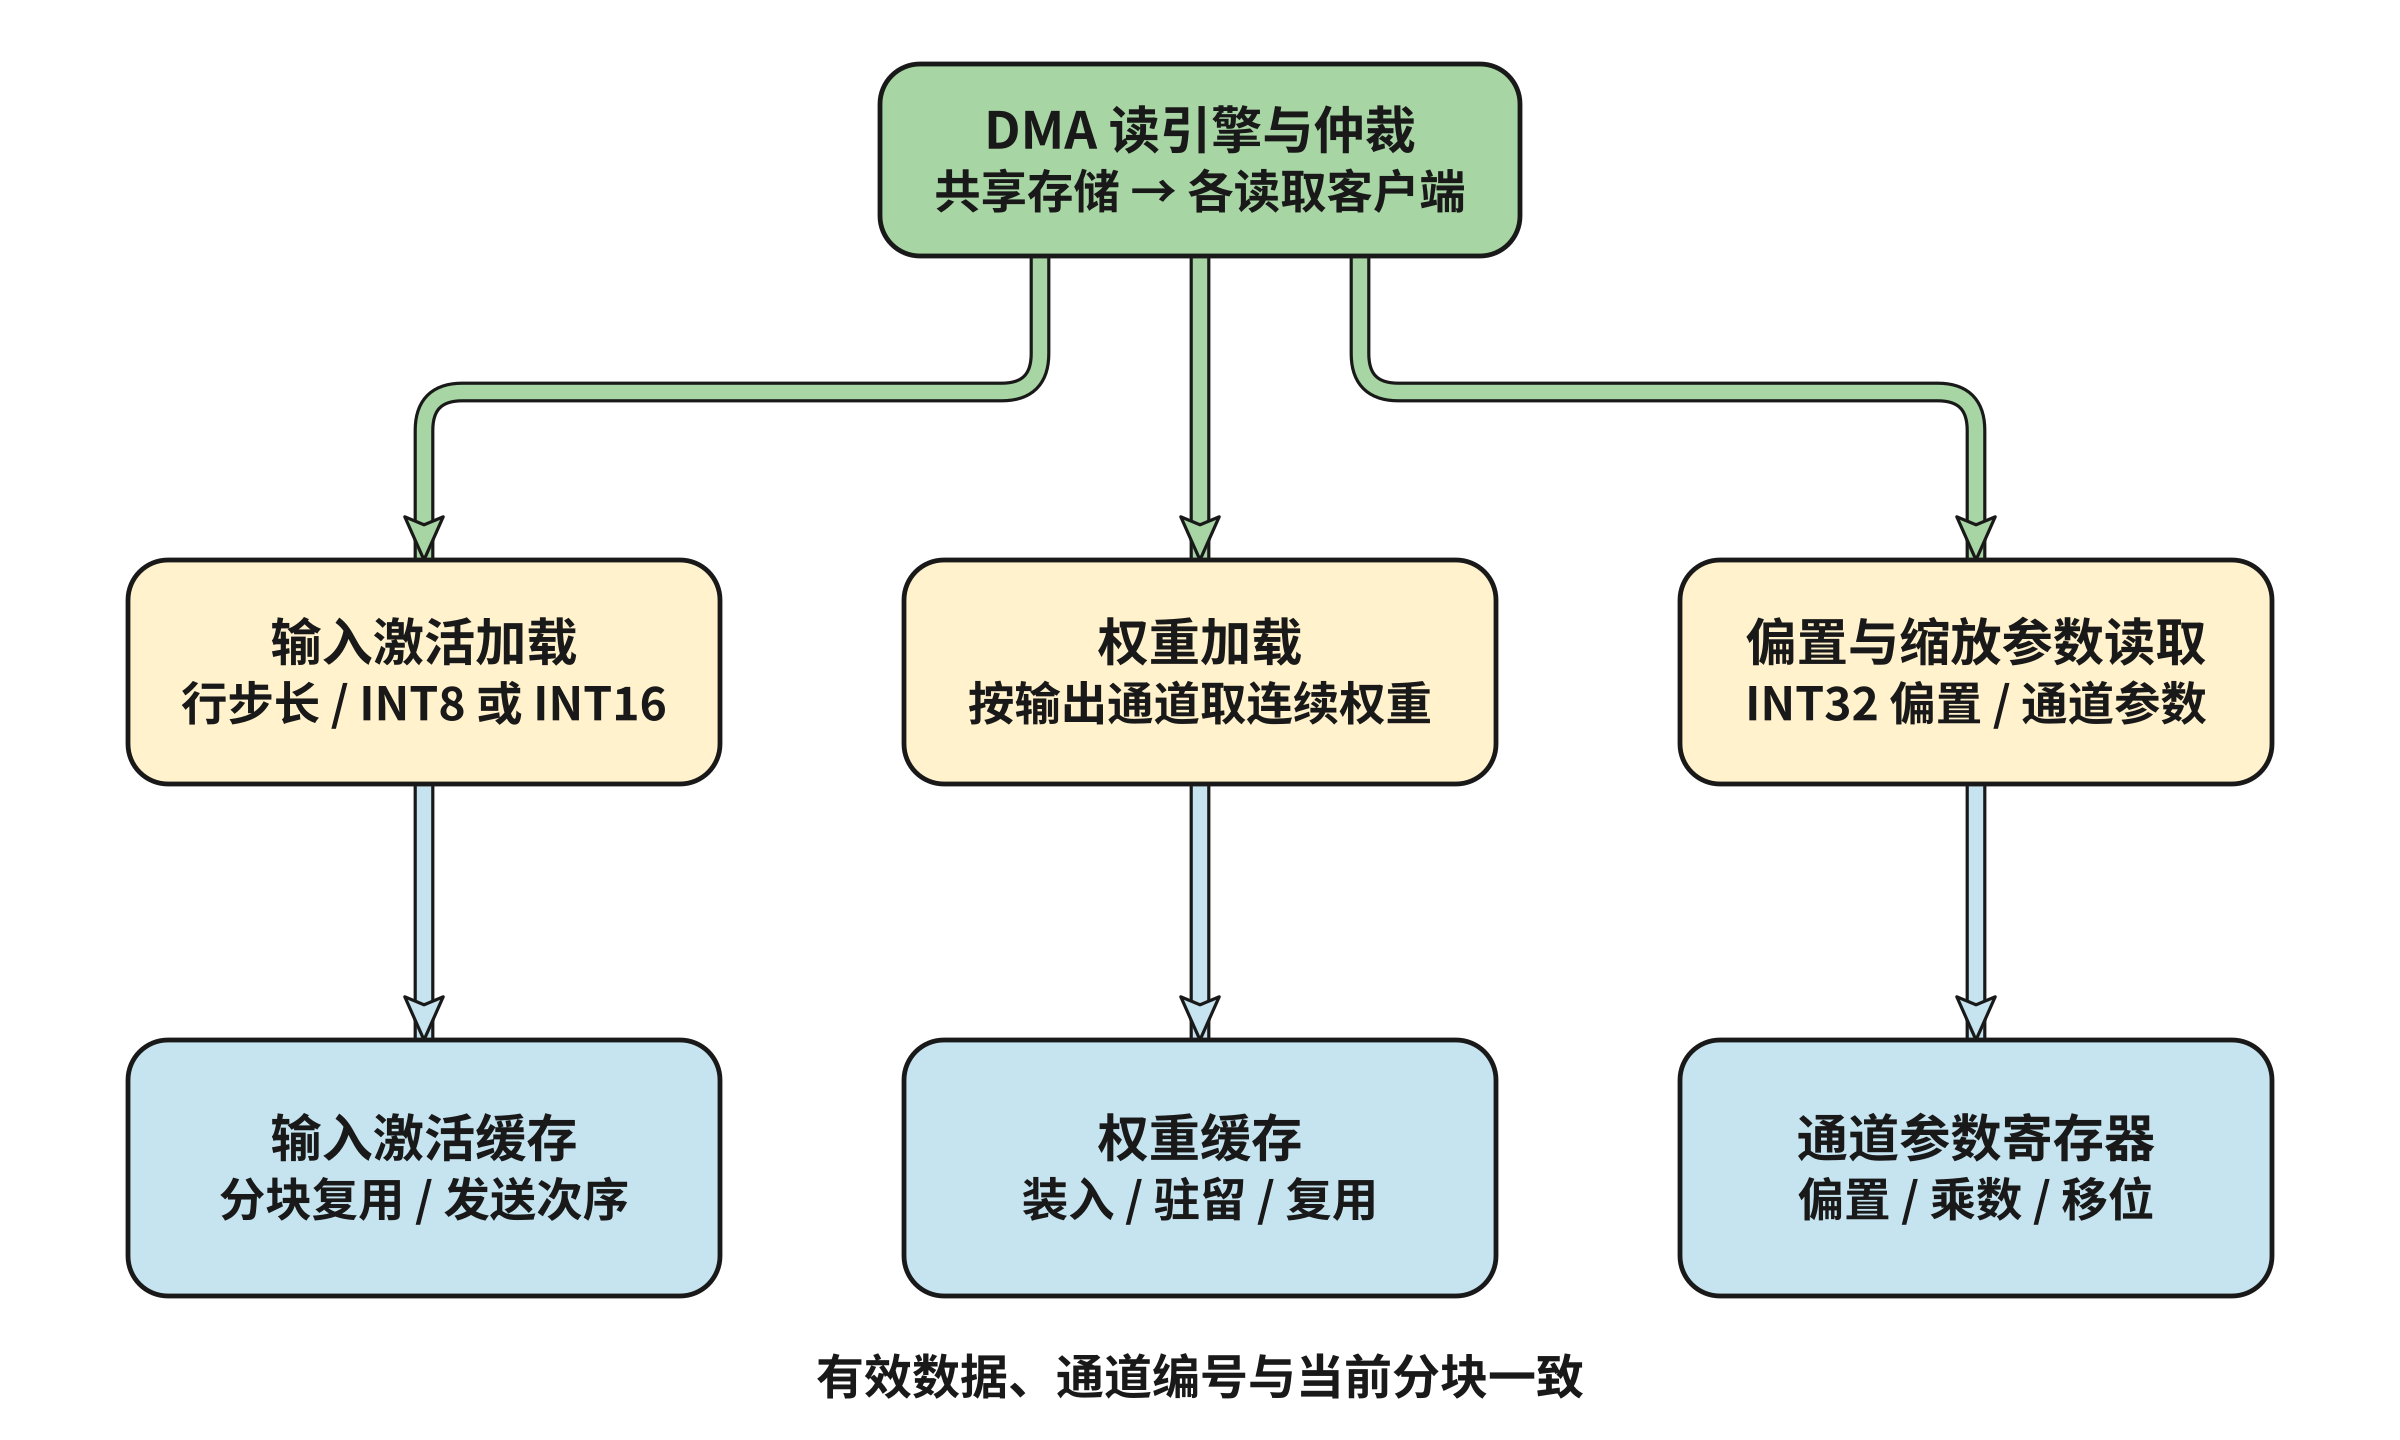 DMA 读引擎与仲裁
共享存储 → 各读取客户端
输入激活加载
行步长 / INT8 或 INT16
权重加载
按输出通道取连续权重
偏置与缩放参数读取
INT32 偏置 / 通道参数
输入激活缓存
分块复用 / 发送次序
权重缓存
装入 / 驻留 / 复用
通道参数寄存器
偏置 / 乘数 / 移位
有效数据、通道编号与当前分块一致